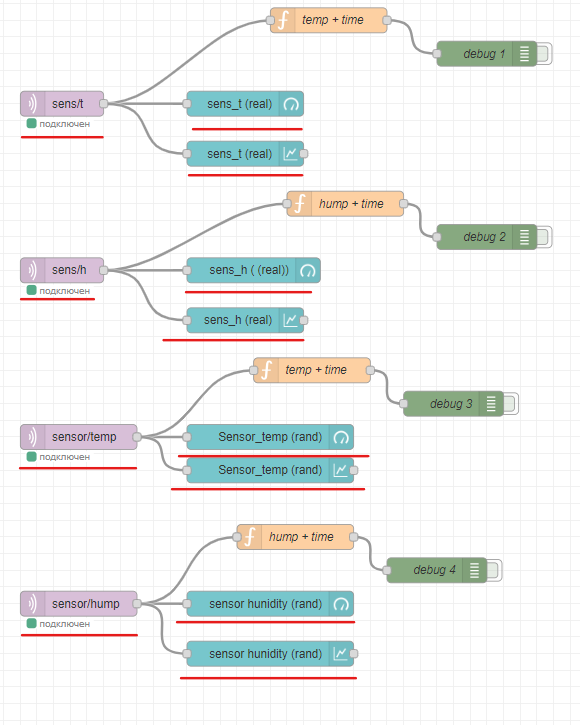 temp + time
debug 1
sens/t
sens_t (real)
подключен
sens_t (real)
hump + time
debug 2
sens/h
sens_h ( (real))
подключен
sens_h (real)
temp + time
debug 3
sensor/temp
Sensor_temp (rand)
подключен
Sensor_temp (rand)
hump + time
debug 4
sensor/hump
sensor hunidity (rand)
подключен
sensor hunidity (rand)